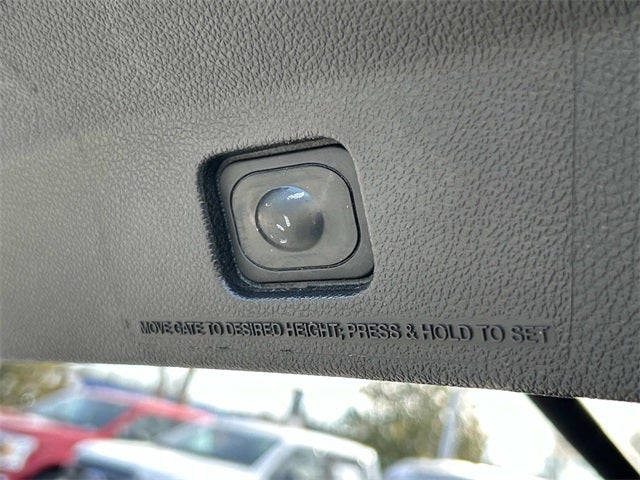 MOVE GATE TO DESIRED HEIGHT; PRESS & HOLD TO SET